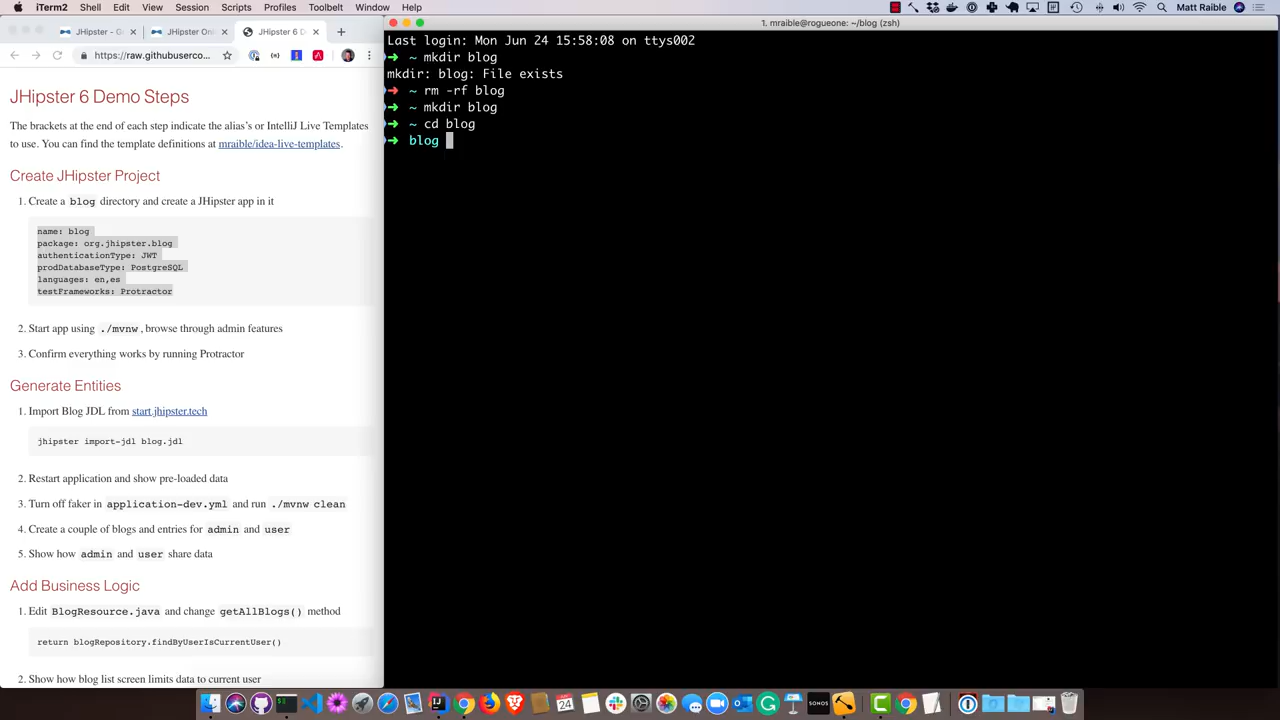 iTerm2 Shell Edit View Session Scripts Profiles Toolbelt Window Help Matt Raible
JHipster - G JHipster On JHipster 6 D
https://raw.githubuserco...
JHipster 6 Demo Steps
The brackets at the end of each step indicate the alias's or IntelliJ Live Templates
to use. You can find the template definitions at mraible/idea-live-templates.
Create JHipster Project
1. Create a blog directory and create a JHipster app in it
name: blog
package: org.jhipster.blog
authenticationType: JWT
prodDatabaseType: PostgreSQL
languages: en,es
testFrameworks: Protractor
2. Start app using ./mvnw, browse through admin features
3. Confirm everything works by running Protractor
Generate Entities
1. Import Blog JDL from start.jhipster.tech
jhipster import-jdl blog.jdl
2. Restart application and show pre-loaded data
3. Turn off faker in application-dev.yml and run ./mvnw clean
4. Create a couple of blogs and entries for admin and user
5. Show how admin and user share data
Add Business Logic
1. Edit BlogResource.java and change getAllBlogs() method
return blogRepository.findByUserIsCurrentUser()
2. Show how blog list screen limits data to current user
1. mraible@rogueone: ~/blog (zsh)
Last login: Mon Jun 24 15:58:08 on ttys002
➜ ~ mkdir blog
mkdir: blog: File exists
➜ ~ rm -rf blog
➜ ~ mkdir blog
➜ ~ cd blog
➜ blog
24
SONOS